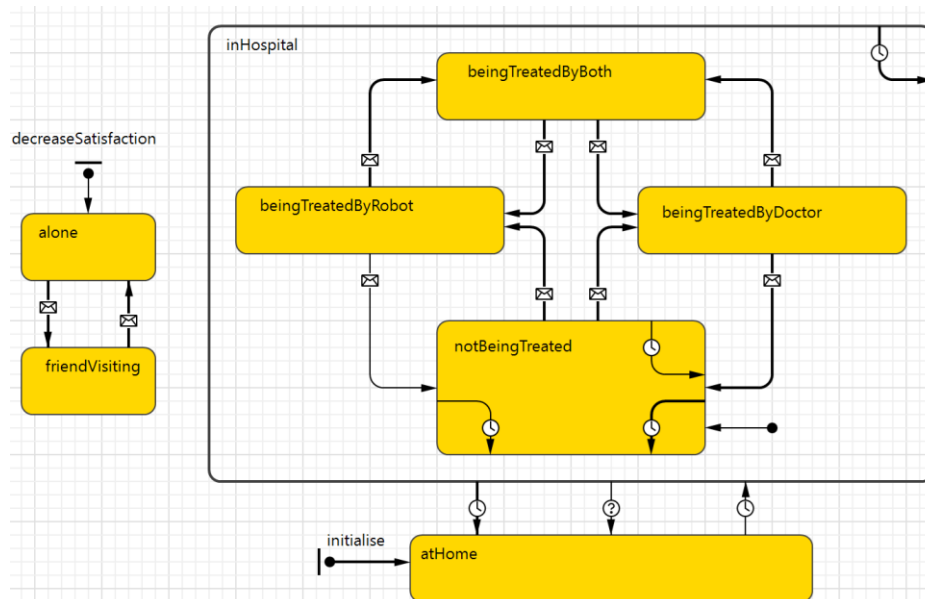 inHospital
beingTreatedByBoth
decreaseSatisfaction
beingTreatedByRobot
beingTreatedByDoctor
alone
notBeingTreated
friendVisiting
?
initialise
atHome